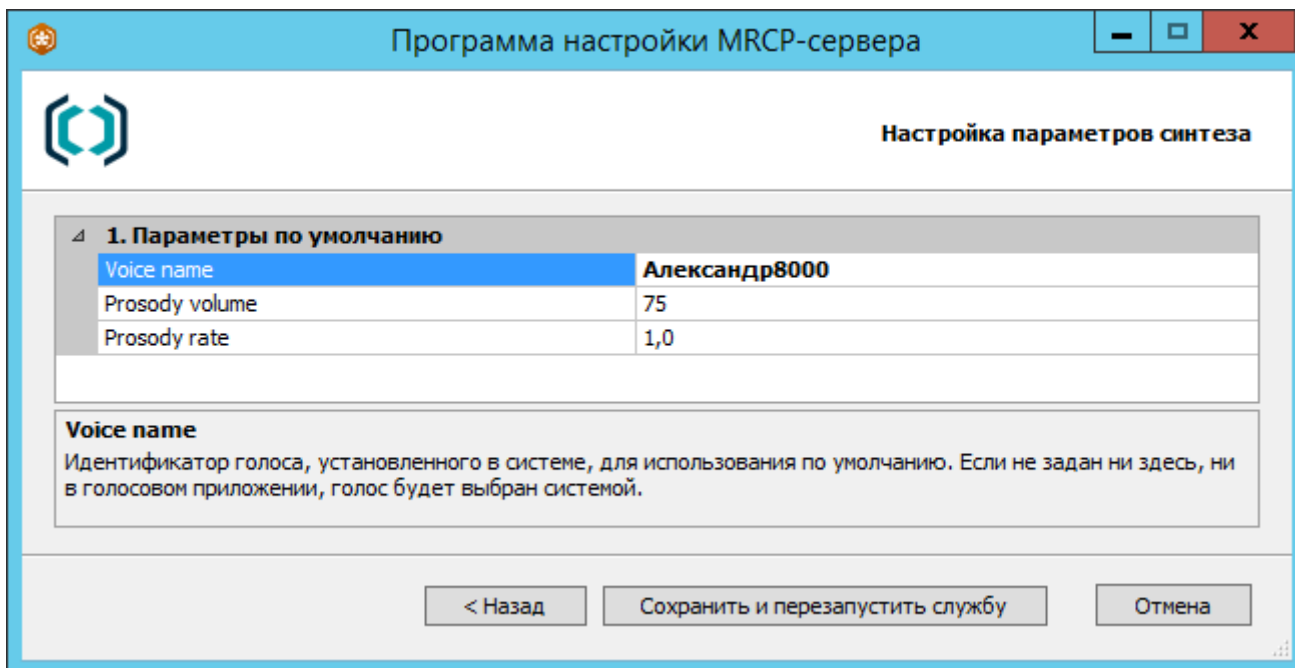 Программа настройки MRCP-сервера
Настройка параметров синтеза
1. Параметры по умолчанию
Voice name Александр8000
Prosody volume 75
Prosody rate 1,0
Voice name
Идентификатор голоса, установленного в системе, для использования по умолчанию. Если не задан ни здесь, ни
в голосовом приложении, голос будет выбран системой.
< Назад Сохранить и перезапустить службу Отмена